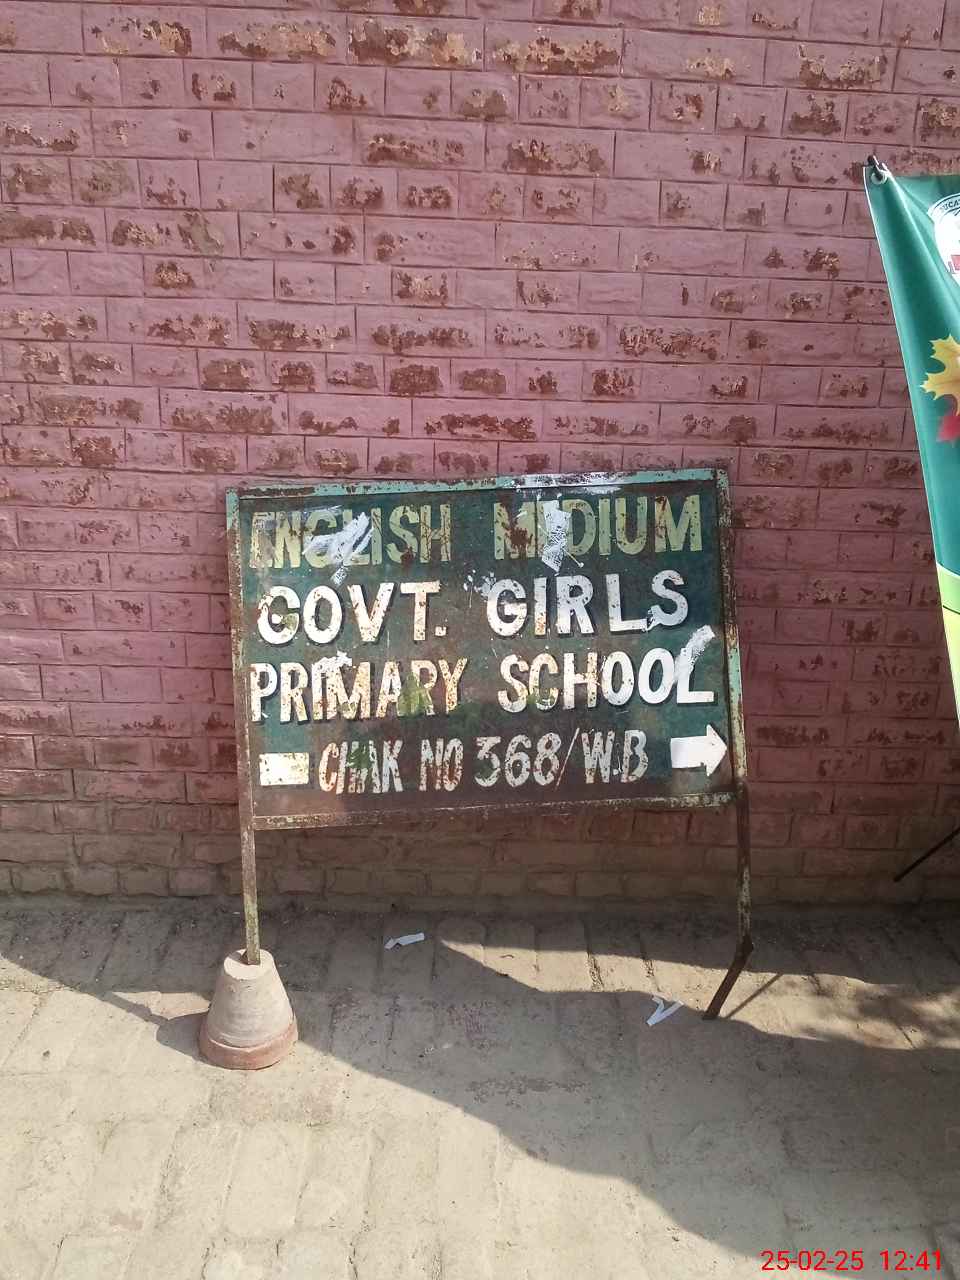 ENGLISH MEDIUM
GOVT. GIRLS
PRIMARY SCHOOL
CHAK NO 368/W.B
25-02-25 12:41